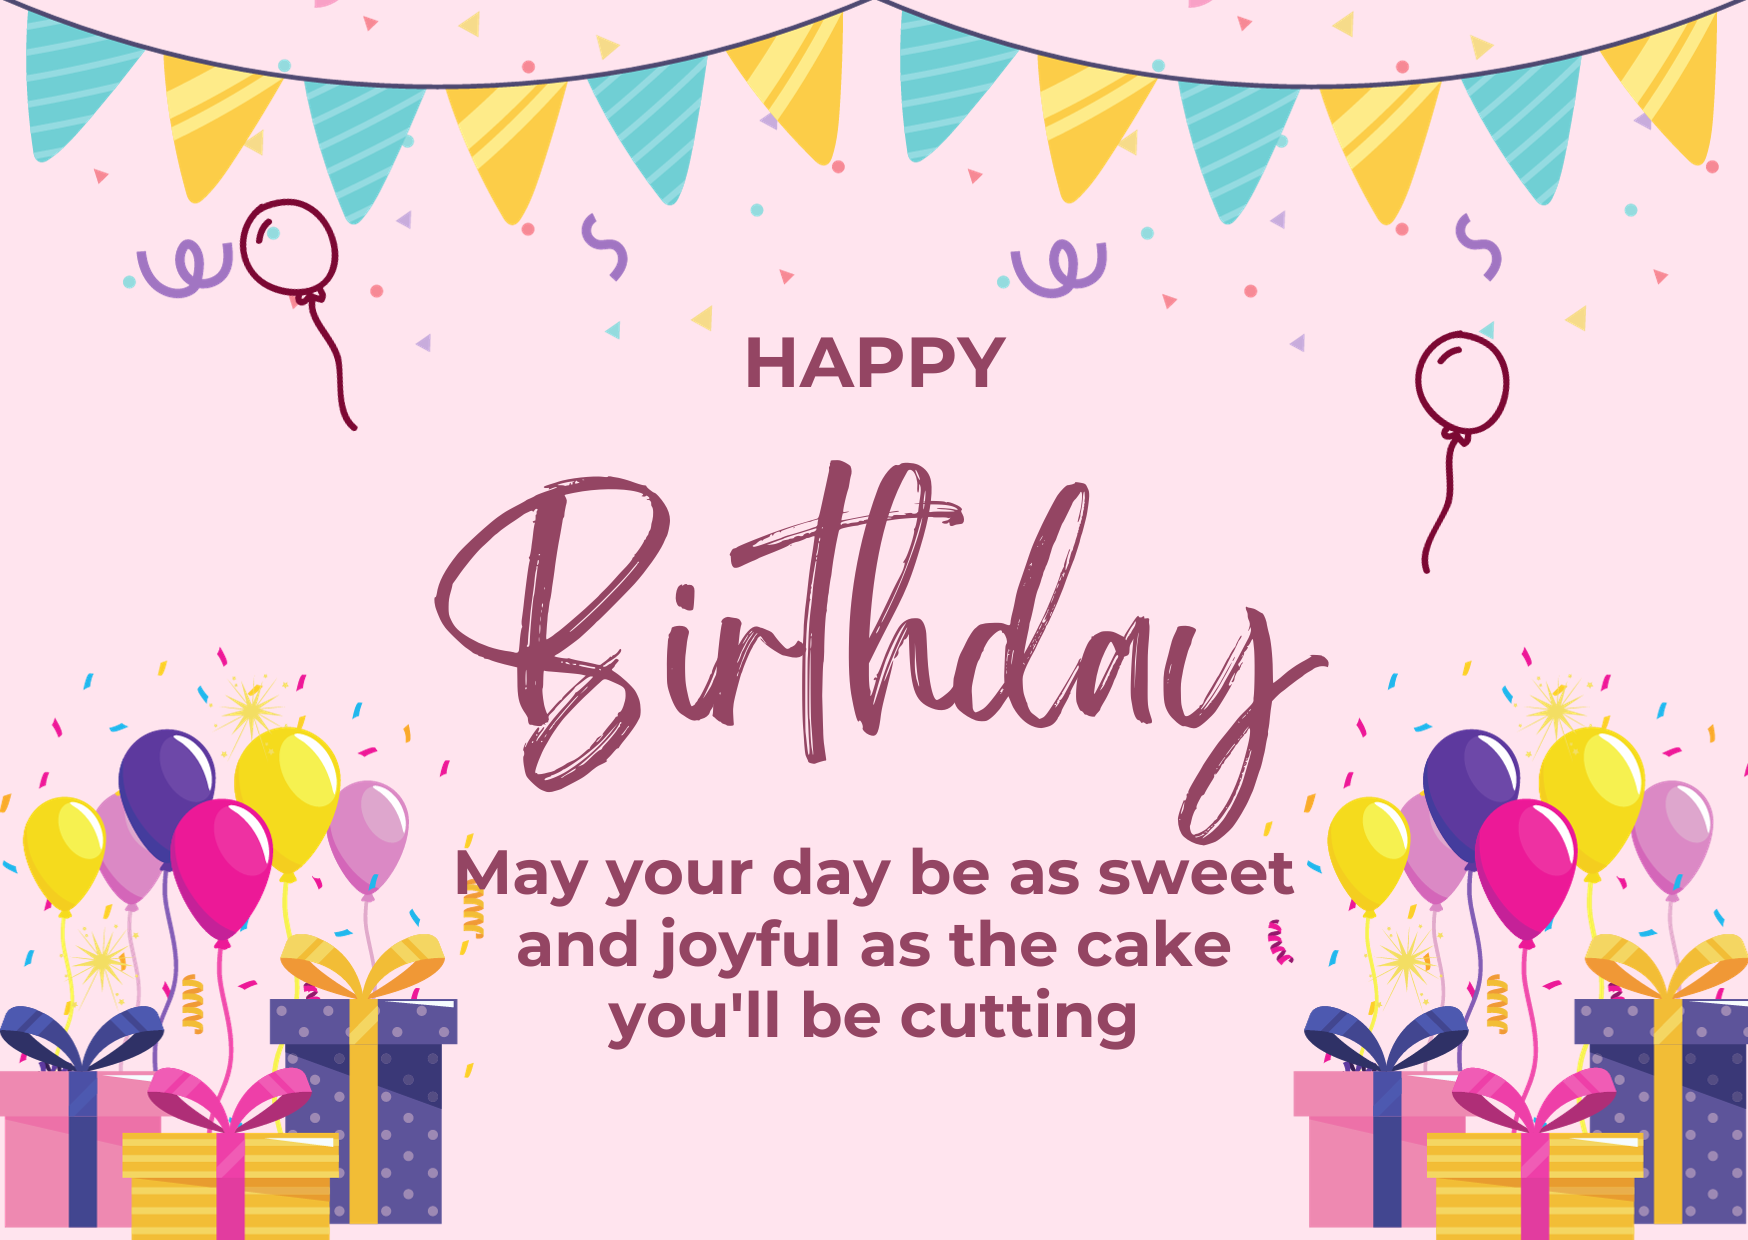 HAPPY
Birthday
May your day be as sweet
and joyful as the cake
you'll be cutting